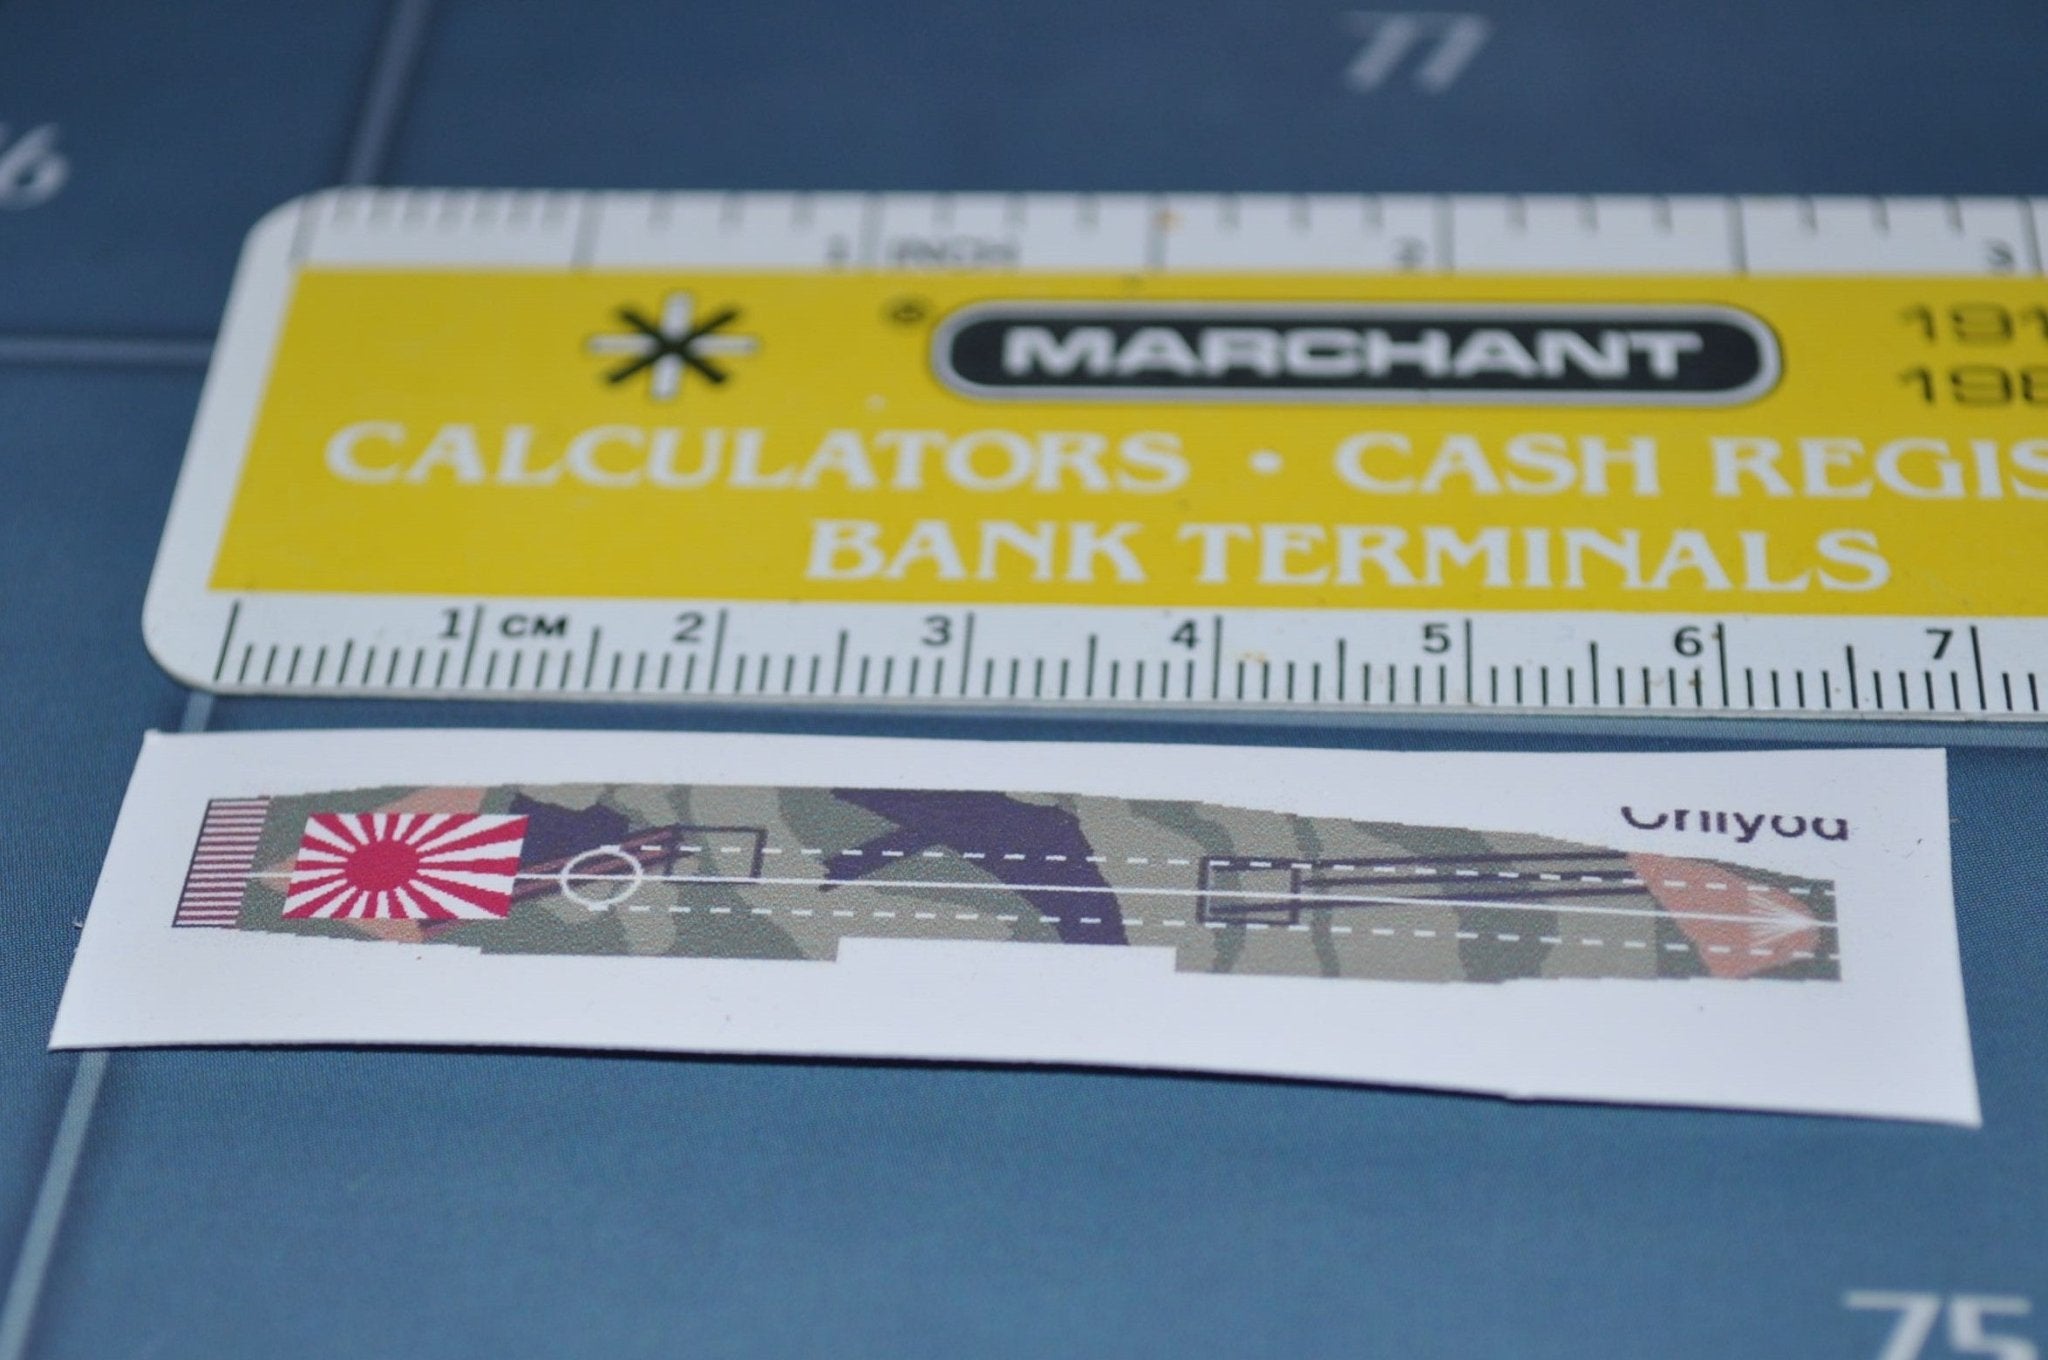 77
1 INCH 2 3
® MARCHANT
CALCULATORS • CASH REGIS
BANK TERMINALS
1 CM 2 3 4 5 6 7
75